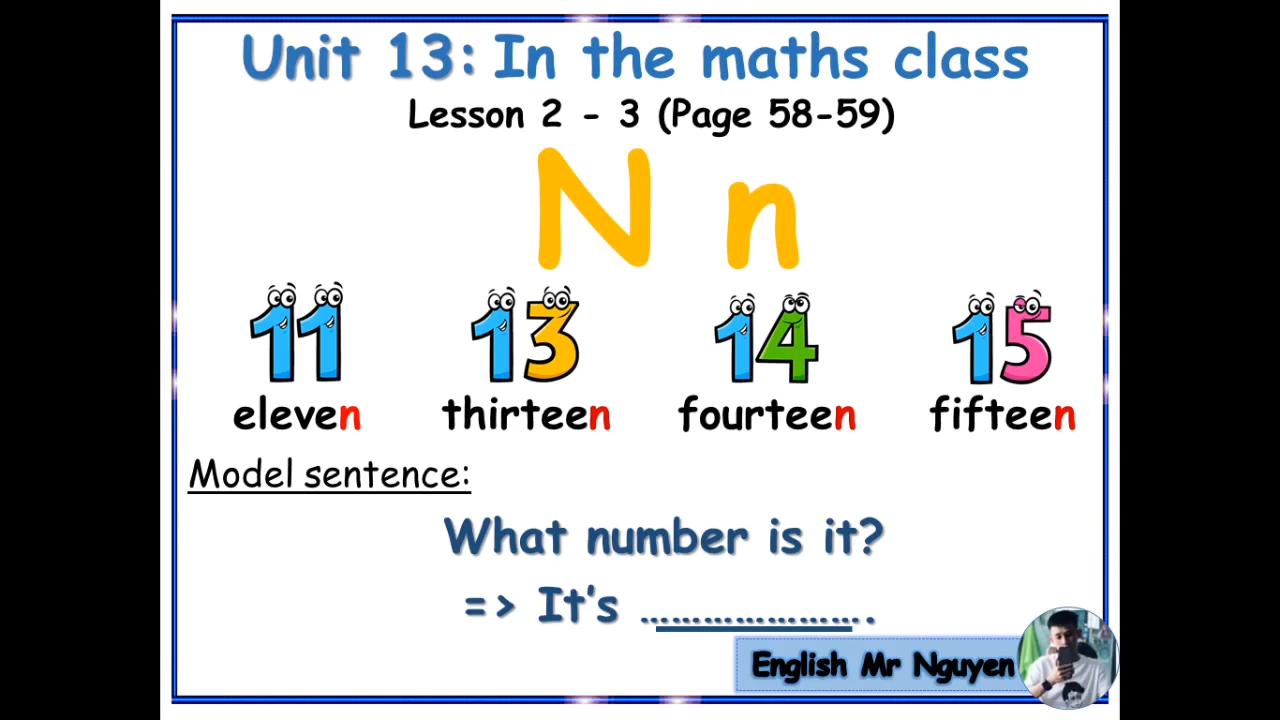 Unit 13: In the maths class
Lesson 2 - 3 (Page 58-59)
N n
11 13 14 15
eleven thirteen fourteen fifteen
Model sentence:
What number is it?
=> It's ………………….
English Mr Nguyen